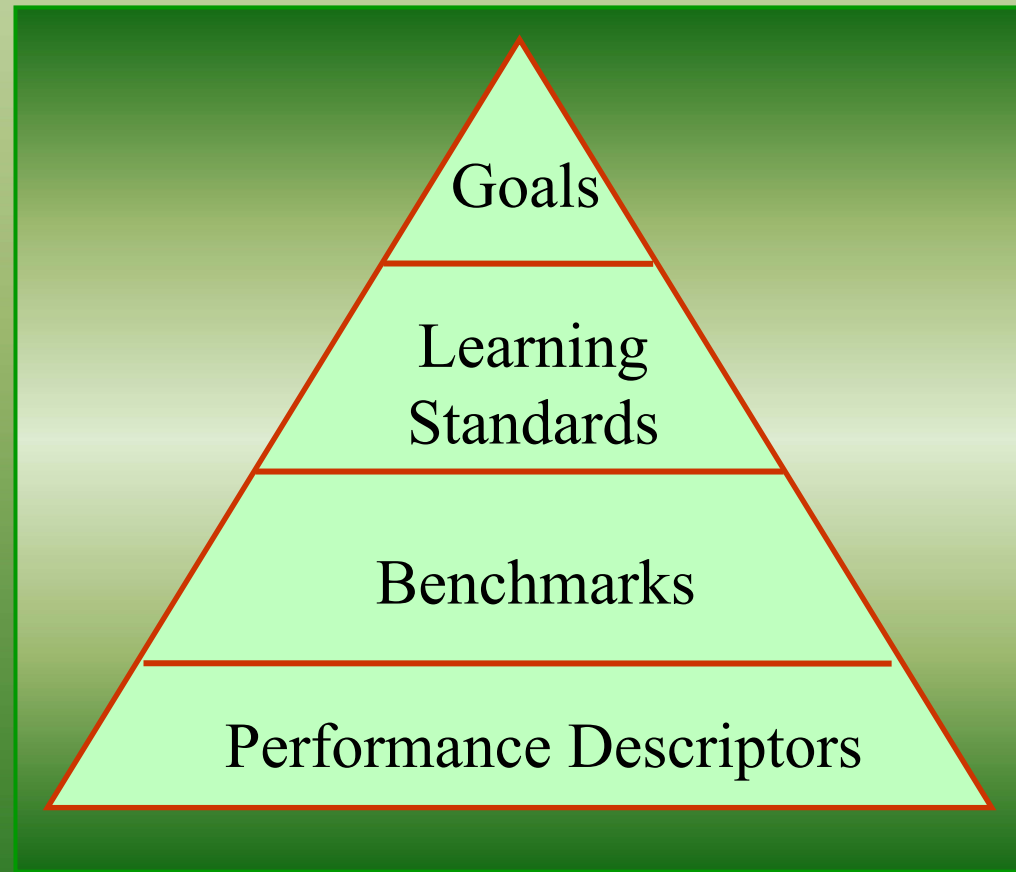 Goals
Learning
Standards
Benchmarks
Performance Descriptors